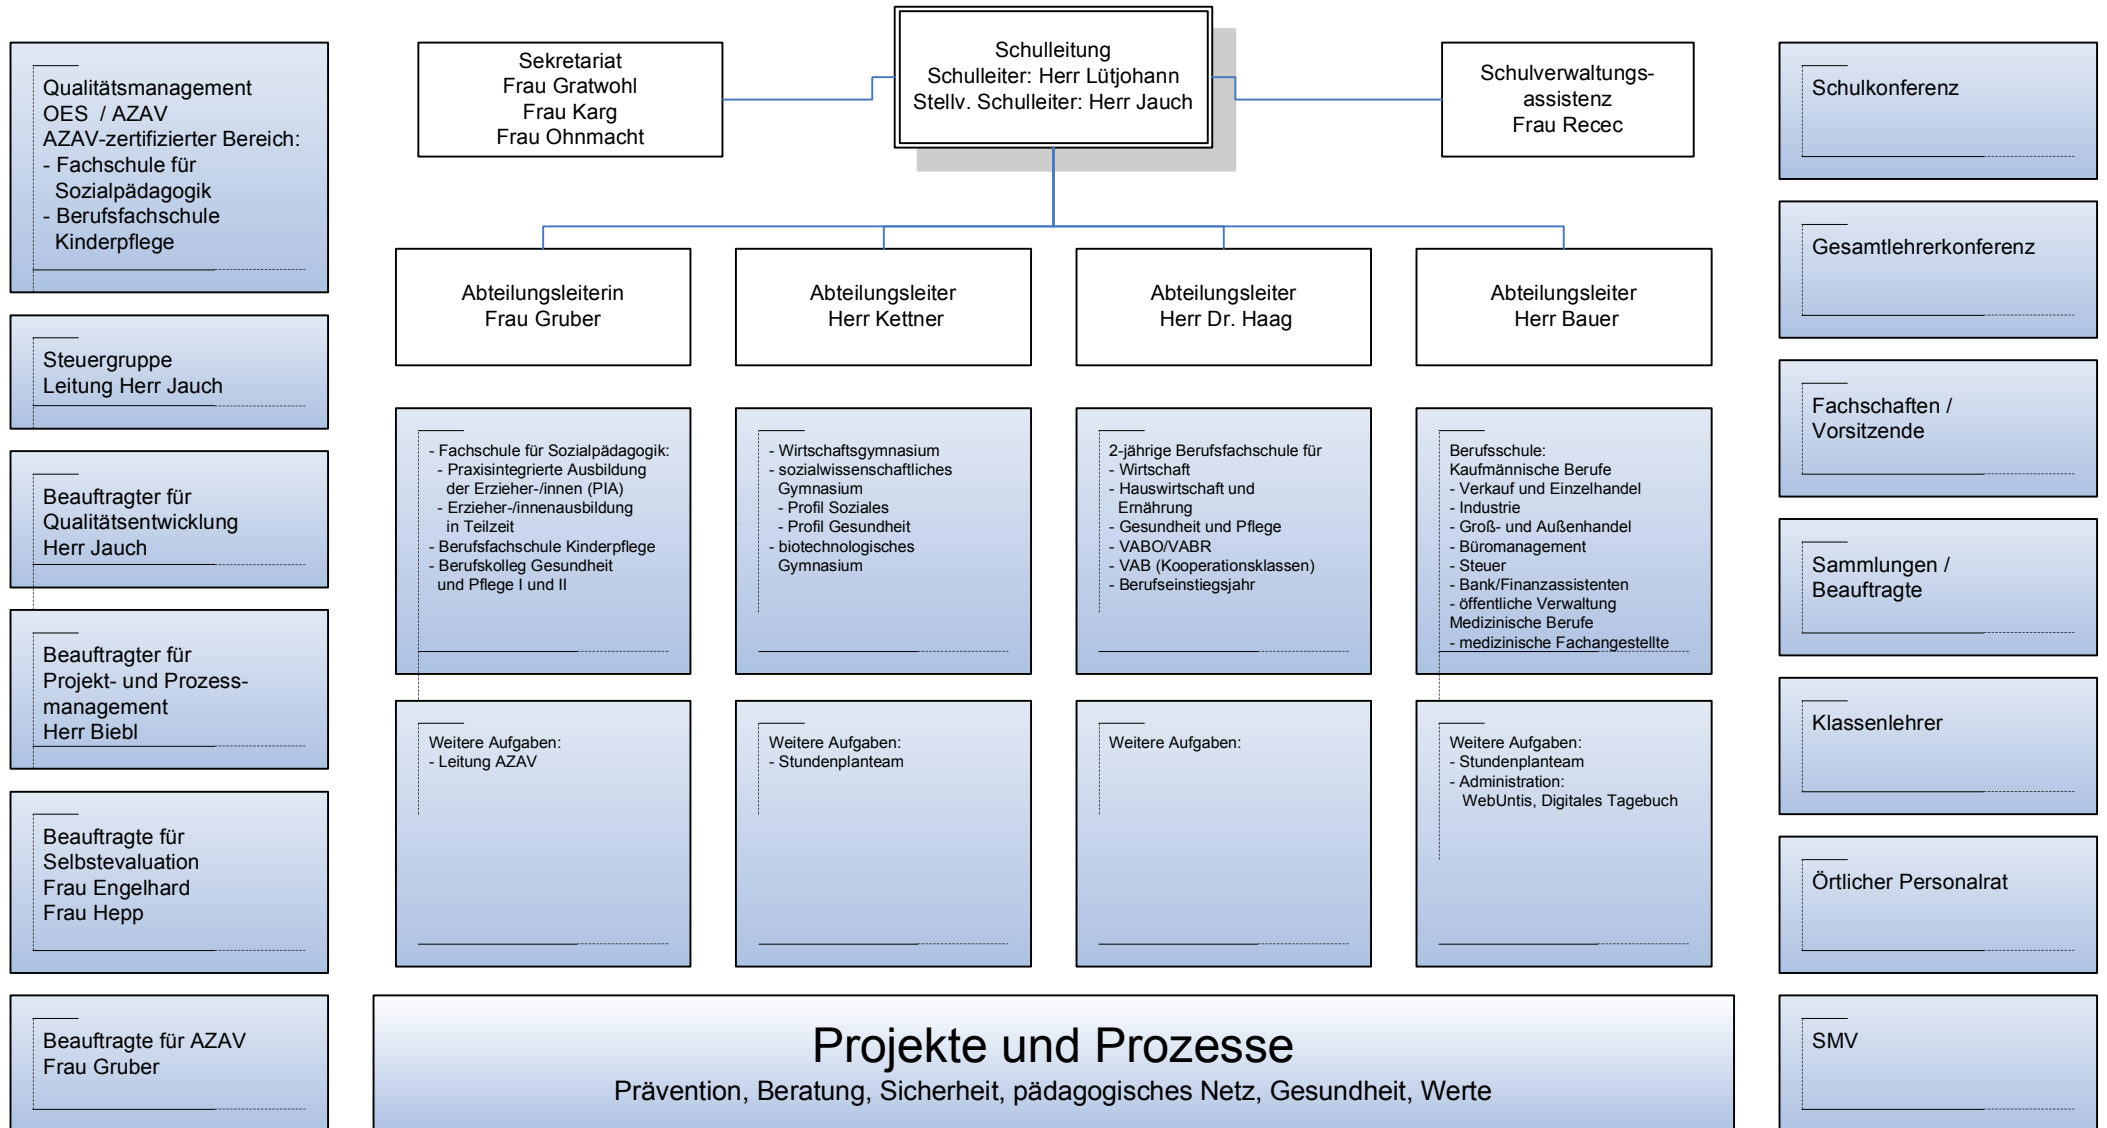 Qualitätsmanagement
OES / AZAV
AZAV-zertifizierter Bereich:
- Fachschule für
Sozialpädagogik
- Berufsfachschule
Kinderpflege
Steuergruppe
Leitung Herr Jauch
Beauftragter für
Qualitätsentwicklung
Herr Jauch
Beauftragter für
Projekt- und Prozess-
management
Herr Biebl
Beauftragte für
Selbstevaluation
Frau Engelhard
Frau Hepp
Beauftragte für AZAV
Frau Gruber
Sekretariat
Frau Gratwohl
Frau Karg
Frau Ohnmacht
Schulleitung
Schulleiter: Herr Lütjohann
Stellv. Schulleiter: Herr Jauch
Schulverwaltungs-
assistenz
Frau Recec
Abteilungsleiterin
Frau Gruber
Abteilungsleiter
Herr Kettner
Abteilungsleiter
Herr Dr. Haag
Abteilungsleiter
Herr Bauer
- Fachschule für Sozialpädagogik:
- Praxisintegrierte Ausbildung
der Erzieher-/innen (PIA)
- Erzieher-/innenausbildung
in Teilzeit
- Berufsfachschule Kinderpflege
- Berufskolleg Gesundheit
und Pflege I und II
- Wirtschaftsgymnasium
- sozialwissenschaftliches
Gymnasium
- Profil Soziales
- Profil Gesundheit
- biotechnologisches
Gymnasium
2-jährige Berufsfachschule für
- Wirtschaft
- Hauswirtschaft und
Ernährung
- Gesundheit und Pflege
- VABO/VABR
- VAB (Kooperationsklassen)
- Berufseinstiegsjahr
Berufsschule:
Kaufmännische Berufe
- Verkauf und Einzelhandel
- Industrie
- Groß- und Außenhandel
- Büromanagement
- Steuer
- Bank/Finanzassistenten
- öffentliche Verwaltung
Medizinische Berufe
- medizinische Fachangestellte
Weitere Aufgaben:
- Leitung AZAV
Weitere Aufgaben:
- Stundenplanteam
Weitere Aufgaben:
Weitere Aufgaben:
- Stundenplanteam
- Administration:
WebUntis, Digitales Tagebuch
Projekte und Prozesse
Prävention, Beratung, Sicherheit, pädagogisches Netz, Gesundheit, Werte
Schulkonferenz
Gesamtlehrerkonferenz
Fachschaften /
Vorsitzende
Sammlungen /
Beauftragte
Klassenlehrer
Örtlicher Personalrat
SMV